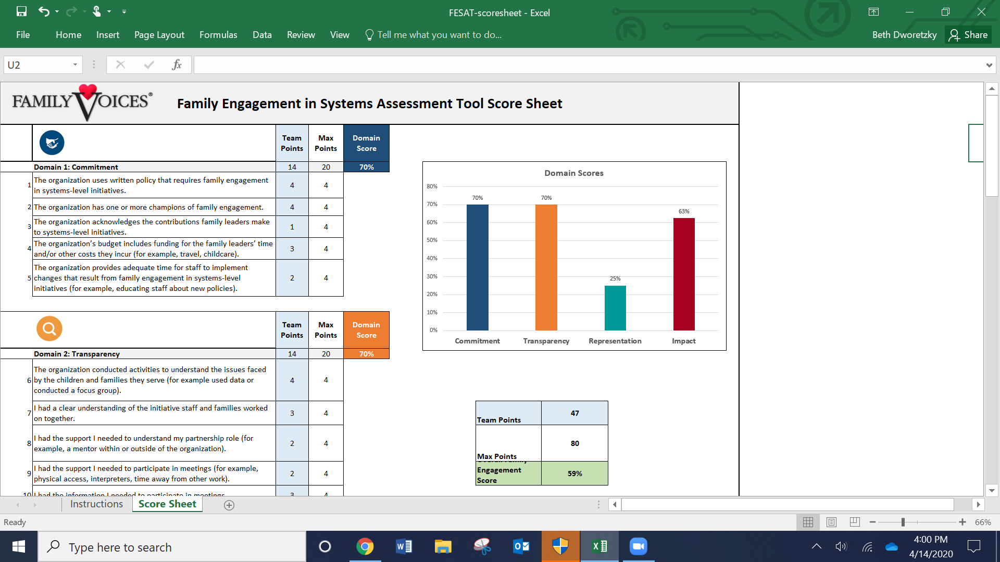 FESAT-scoresheet - Excel
File Home Insert Page Layout Formulas Data Review View Tell me what you want to do... Beth Dworetzky Share
U2 fx
FAMILY VOICES® Family Engagement in Systems Assessment Tool Score Sheet
Team Points Max Points Domain Score
Domain 1: Commitment 14 20 70%
1 The organization uses written policy that requires family engagement
in systems-level initiatives. 4 4
2 The organization has one or more champions of family engagement. 4 4
3 The organization acknowledges the contributions family leaders make
to systems-level initiatives. 1 4
4 The organization's budget includes funding for the family leaders' time
and/or other costs they incur (for example, travel, childcare). 3 4
The organization provides adequate time for staff to implement
5 changes that result from family engagement in systems-level 2 4
initiatives (for example, educating staff about new policies).
Team Points Max Points Domain Score
Domain 2: Transparency 14 20 70%
The organization conducted activities to understand the issues faced
6 by the children and families they serve (for example used data or 4 4
conducted a focus group).
7 I had a clear understanding of the initiative staff and families worked
on together. 3 4
8 I had the support I needed to understand my partnership role (for
example, a mentor within or outside of the organization). 2 4
9 I had the support I needed to participate in meetings (for example,
physical access, interpreters, time away from other work). 2 4
10 I had the information I needed to participate in meetings. 3 4
Domain Scores
80%
70%
60%
50%
40%
30%
20%
10%
0%
70% 70% 25% 63%
Commitment Transparency Representation Impact
Team Points 47
Max Points 80
Overall Family
Engagement
Score 59%
Instructions Score Sheet
Ready 66%
Type here to search
4:00 PM
4/14/2020